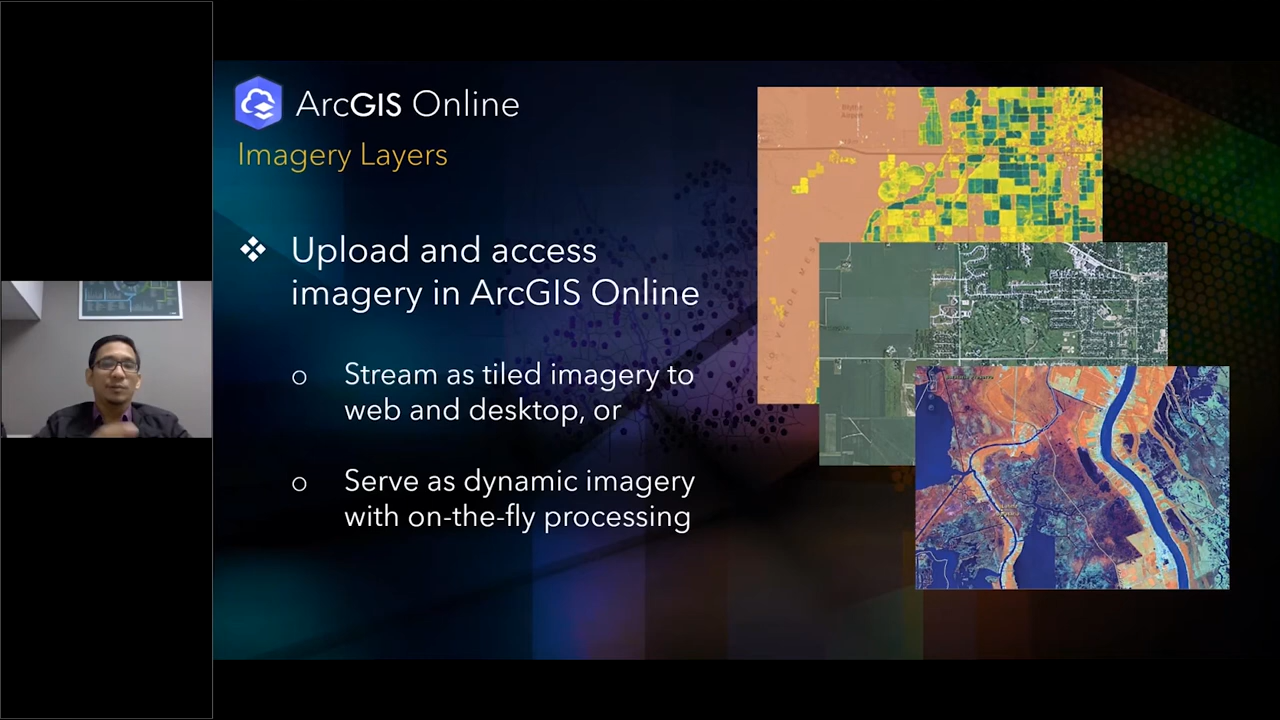 ArcGIS Online
Imagery Layers
❖ Upload and access
imagery in ArcGIS Online
o Stream as tiled imagery to
web and desktop, or
o Serve as dynamic imagery
with on-the-fly processing